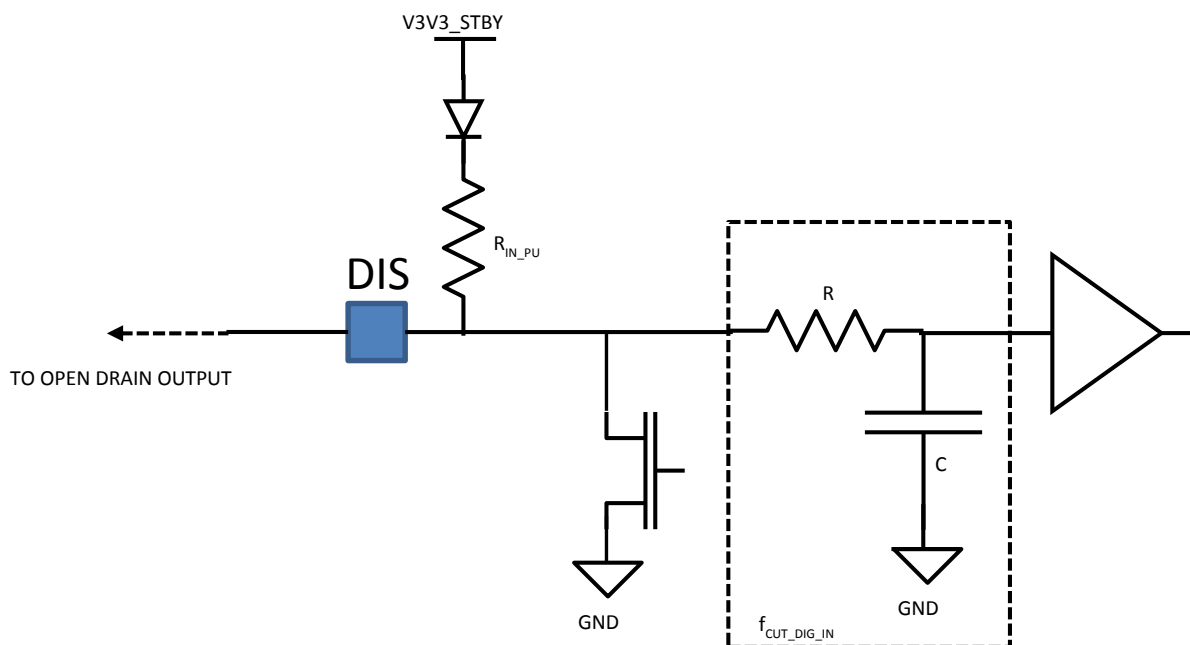 V3V3_STBY
R_IN_PU
DIS
R
TO OPEN DRAIN OUTPUT
C
GND
GND
f_CUT_DIG_IN